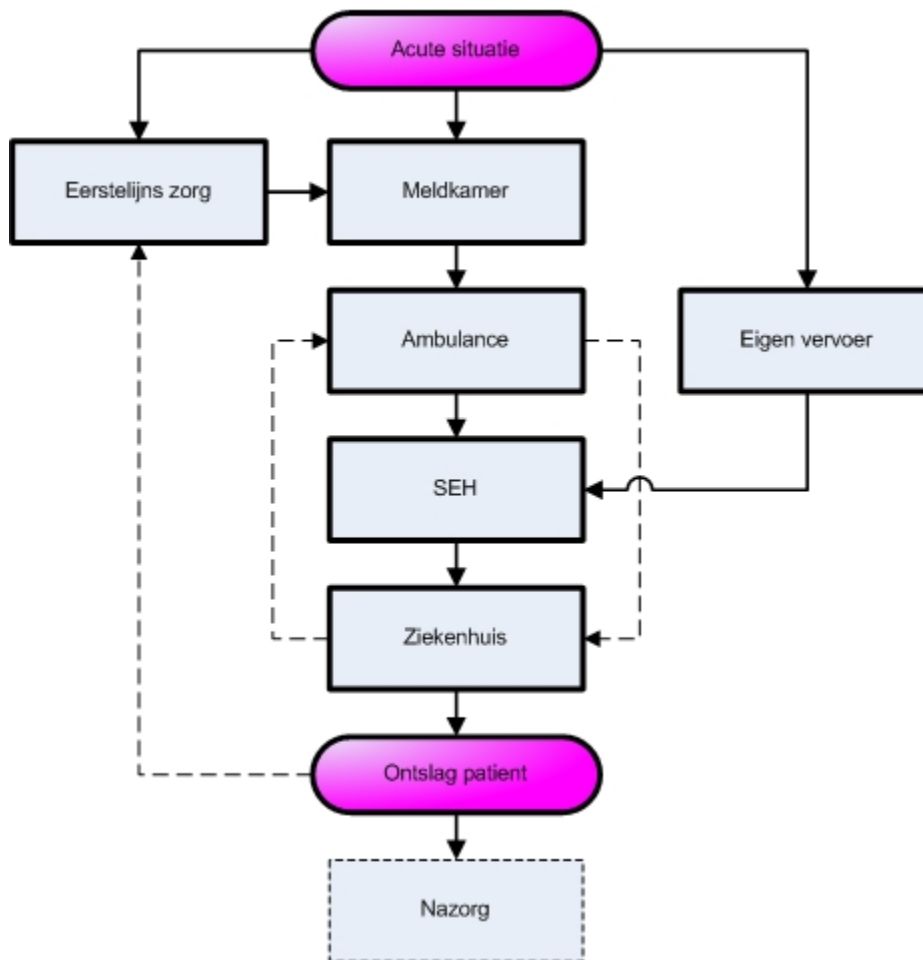 Acute situatie
Eerstelijns zorg
Meldkamer
Ambulance
Eigen vervoer
SEH
Ziekenhuis
Ontslag patient
Nazorg